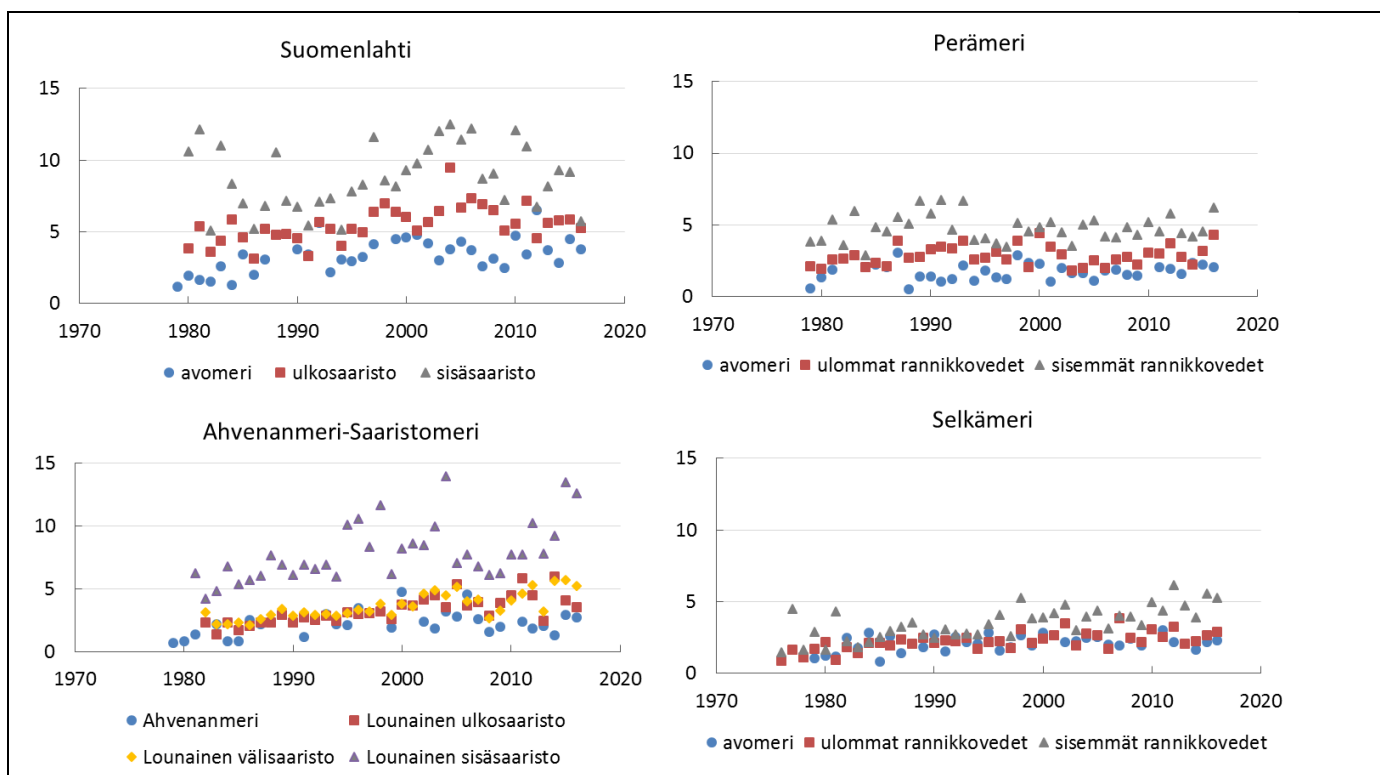 Suomenlahti
15
10
5
0
1970 1980 1990 2000 2010 2020
avomeri ulkosaaristo sisäsaaristo
Perämeri
15
10
5
0
1970 1980 1990 2000 2010 2020
avomeri ulommat rannikkovedet sisemmät rannikkovedet
Ahvenanmeri-Saaristomeri
15
10
5
0
1970 1980 1990 2000 2010 2020
Ahvenanmeri Lounainen ulkosaaristo
Lounainen välisaaristo Lounainen sisäsaaristo
Selkämeri
15
10
5
0
1970 1980 1990 2000 2010 2020
avomeri ulommat rannikkovedet sisemmät rannikkovedet